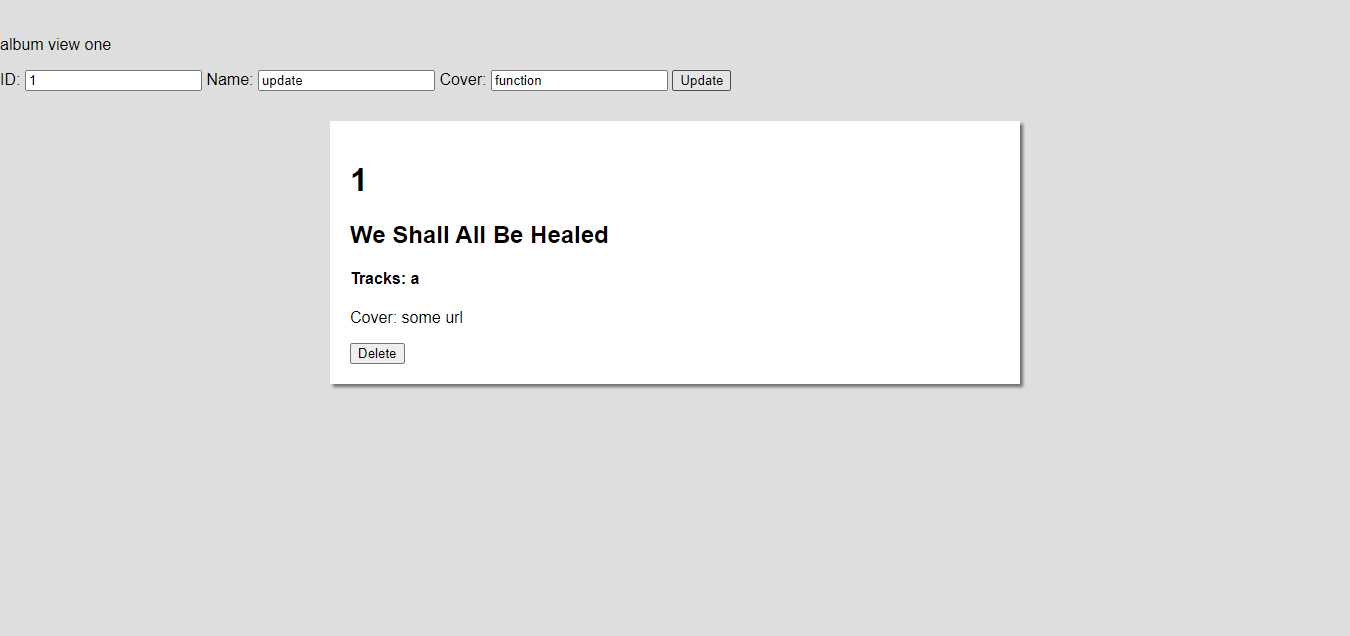 album view one
ID: 1 Name: update Cover: function Update
1
We Shall All Be Healed
Tracks: a
Cover: some url
Delete